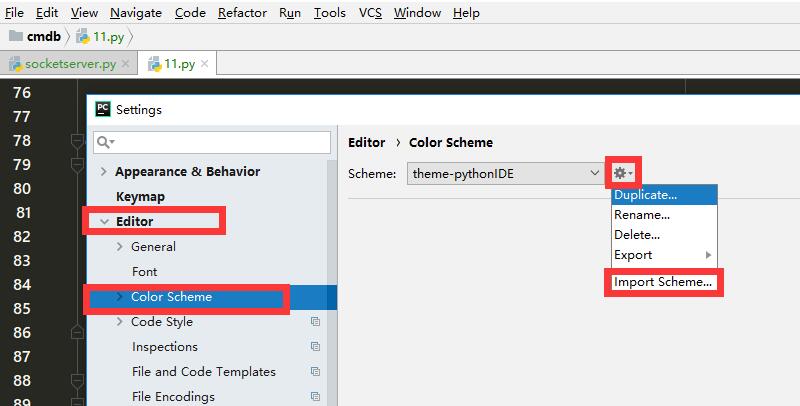 File Edit View Navigate Code Refactor Run Tools VCS Window Help
cmdb 11.py
socketserver.py 11.py
76
77
78
79
80
81
82
83
84
85
86
87
88
89
PC Settings
Appearance & Behavior
Keymap
Editor
General
Font
Color Scheme
Code Style
Inspections
File and Code Templates
File Encodings
Editor › Color Scheme
Scheme: theme-pythonIDE
Duplicate...
Rename...
Delete...
Export
Import Scheme...